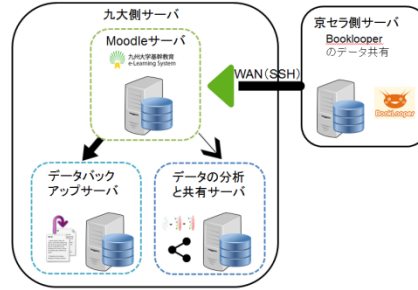 九大側サーバ
Moodleサーバ
九州大学基幹教育
e-Learning System
WAN(SSH)
京セラ側サーバ
Booklooper
のデータ共有
BookLooper
データバック
アップサーバ
データの分析
と共有サーバ